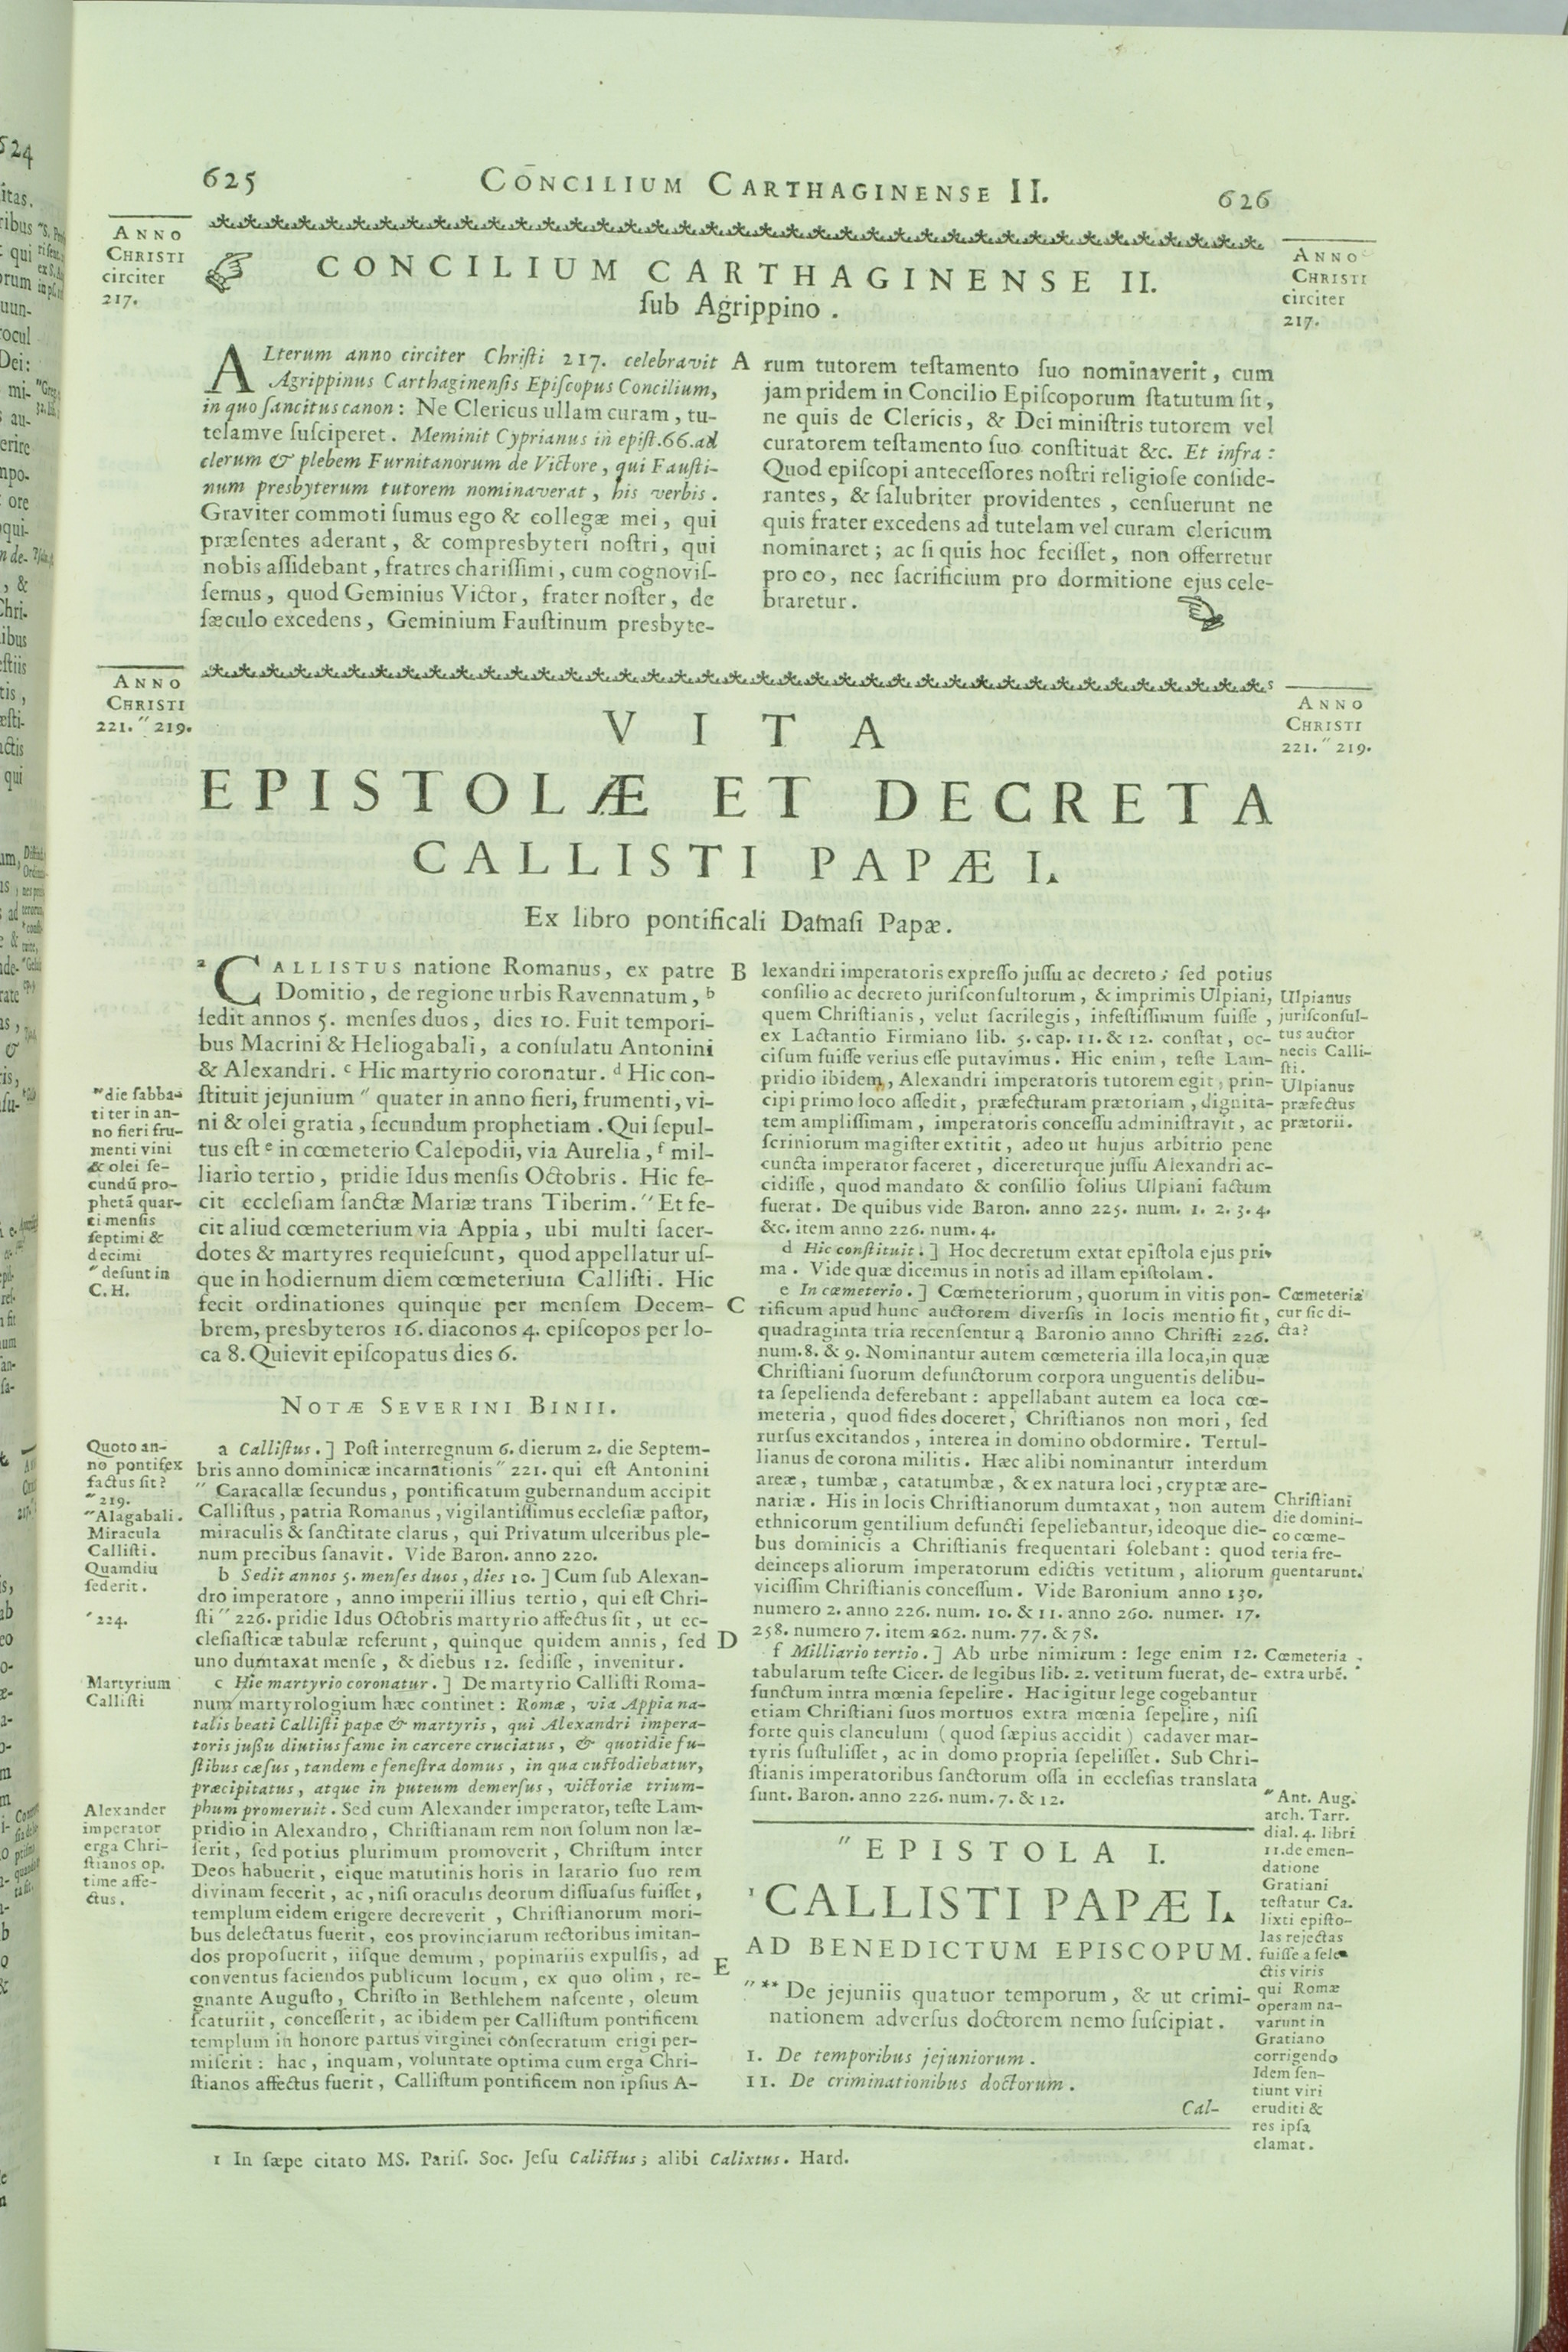 625
CONCILIUM CARTHAGINENSE II.
626
ANNO
CHRISTI
circiter
217.
ANNO
CHRISTI
circiter
217.
CONCILIUM CARTHAGINENSE II.
ſub Agrippino.
ALterum anno circiter Chriſti 217. celebravit
Agrippinus Carthaginenſis Epiſcopus Concilium,
in quo ſancitus canon: Ne Clericus ullam curam, tu-
telamve ſuſciperet. Meminit Cyprianus in epiſt.66.ad
clerum & plebem Furnitanorum de Victore, qui Fauſti-
num presbyterum tutorem nominaverat, his verbis.
Graviter commoti ſumus ego & collegæ mei, qui
præſentes aderant, & compresbyteri noſtri, qui
nobis aſſidebant, fratres chariſſimi, cum cognoviſ-
ſemus, quod Geminius Victor, frater noſter, de
ſæculo excedens, Geminium Fauſtinum presbyte-
A
rum tutorem teſtamento ſuo nominaverit, cum
jam pridem in Concilio Epiſcoporum ſtatutum ſit,
ne quis de Clericis, & Dei miniſtris tutorem vel
curatorem teſtamento ſuo conſtituat &c. Et infra:
Quod epiſcopi anteceſſores noſtri religioſe conſide-
rantes, & ſalubriter providentes, cenſuerunt ne
quis frater excedens ad tutelam vel curam clericum
nominaret; ac ſi quis hoc feciſſet, non offerretur
pro eo, nec ſacrificium pro dormitione ejus cele-
braretur.
ANNO
CHRISTI
221. " 219.
ANNO
CHRISTI
221. " 219.
VITA
EPISTOLÆ ET DECRETA
CALLISTI PAPÆ I.
Ex libro pontificali Damaſi Papæ.
a CALLISTUS natione Romanus, ex patre
Domitio, de regione urbis Ravennatum, b
ſedit annos 5. menſes duos, dies 10. Fuit tempori-
bus Macrini & Heliogabali, a conſulatu Antonini
& Alexandri. c Hic martyrio coronatur. d Hic con-
ſtituit jejunium " quater in anno fieri, frumenti, vi-
ni & olei gratia, ſecundum prophetiam. Qui ſepul-
tus eſt e in cœmeterio Calepodii, via Aurelia, f mil-
liario tertio, pridie Idus menſis Octobris. Hic fe-
cit eccleſiam ſanctæ Mariæ trans Tiberim. " Et fe-
cit aliud cœmeterium via Appia, ubi multi ſacer-
dotes & martyres requieſcunt, quod appellatur uſ-
que in hodiernum diem cœmeterium Calliſti. Hic
fecit ordinationes quinque per menſem Decem-
brem, presbyteros 16. diaconos 4. epiſcopos per lo-
ca 8. Quievit epiſcopatus dies 6.
" die ſabba-
ti ter in an-
no fieri fru-
menti vini
& olei ſe-
cundũ pro-
phetã quar-
ti menſis
ſeptimi &
decimi
" deſunt in
C. H.
NOTÆ SEVERINI BINII.
a Calliſtus.] Poſt interregnum 6. dierum 2. die Septem-
bris anno dominicæ incarnationis " 221. qui eſt Antonini
" Caracallæ ſecundus, pontificatum gubernandum accipit
Calliſtus, patria Romanus, vigilantiſſimus eccleſiæ paſtor,
miraculis & ſanctitate clarus, qui Privatum ulceribus ple-
num precibus ſanavit. Vide Baron. anno 220.
b Sedit annos 5. menſes duos, dies 10.] Cum ſub Alexan-
dro imperatore, anno imperii illius tertio, qui eſt Chri-
ſti " 226. pridie Idus Octobris martyrio affectus ſit, ut ec-
cleſiaſticæ tabulæ referunt, quinque quidem annis, ſed
uno dumtaxat menſe, & diebus 12. ſediſſe, invenitur.
c Hic martyrio coronatur.] De martyrio Calliſti Roma-
num martyrologium hæc continet: Romæ, via Appia na-
talis beati Calliſti papæ & martyris, qui Alexandri impera-
toris juſſu diutius fame in carcere cruciatus, & quotidie fu-
ſtibus cæſus, tandem e feneſtra domus, in qua cuſtodiebatur,
præcipitatus, atque in puteum demerſus, victoriæ trium-
phum promeruit. Sed cum Alexander imperator, teſte Lam-
pridio in Alexandro, Chriſtianam rem non ſolum non læ-
ſerit, ſed potius plurimum promoverit, Chriſtum inter
Deos habuerit, eique matutinis horis in larario ſuo rem
divinam fecerit, ac, niſi oraculis deorum diſſuaſus fuiſſet,
templum eidem erigere decreverit, Chriſtianorum mori-
bus delectatus fuerit, eos provinciarum rectoribus imitan-
dos propoſuerit, iiſque demum, popinariis expulſis, ad
conventus faciendos publicum locum, ex quo olim, re-
gnante Auguſto, Chriſto in Bethlehem naſcente, oleum
ſcaturiit, conceſſerit, ac ibidem per Calliſtum pontificem
templum in honore partus virginei conſecratum erigi per-
miſerit: hac, inquam, voluntate optima cum erga Chri-
ſtianos affectus fuerit, Calliſtum pontificem non ipſius A-
Quoto an-
no pontifex
factus ſit?
" 219.
" Alagabali.
Miracula
Calliſti.
Quamdiu
ſederit.
" 224.
Martyrium
Calliſti
Alexander
imperator
erga Chri-
ſtianos op.
time affe-
ctus.
B
C
D
E
lexandri imperatoris expreſſo juſſu ac decreto; ſed potius
conſilio ac decreto juriſconſultorum, & imprimis Ulpiani,
quem Chriſtianis, velut ſacrilegis, infeſtiſſimum fuiſſe,
ex Lactantio Firmiano lib. 5. cap. 11. & 12. conſtat, oc-
ciſum fuiſſe verius eſſe putavimus. Hic enim, teſte Lam-
pridio ibidem, Alexandri imperatoris tutorem egit, prin-
cipi primo loco aſſedit, præfecturam prætoriam, dignita-
tem ampliſſimam, imperatoris conceſſu adminiſtravit, ac
ſcriniorum magiſter extitit, adeo ut hujus arbitrio pene
cuncta imperator faceret, dicereturque juſſu Alexandri ac-
cidiſſe, quod mandato & conſilio ſolius Ulpiani factum
fuerat. De quibus vide Baron. anno 225. num. 1. 2. 3. 4.
&c. item anno 226. num. 4.
d Hic conſtituit.] Hoc decretum extat epiſtola ejus pri-
ma. Vide quæ dicemus in notis ad illam epiſtolam.
e In cæmeterio.] Cœmeteriorum, quorum in vitis pon-
tificum apud hunc auctorem diverſis in locis mentio fit,
quadraginta tria recenſentur a Baronio anno Chriſti 226.
num.8. & 9. Nominantur autem cœmeteria illa loca,in quæ
Chriſtiani ſuorum defunctorum corpora unguentis delibu-
ta ſepelienda deferebant: appellabant autem ea loca cœ-
meteria, quod fides doceret, Chriſtianos non mori, ſed
rurſus excitandos, interea in domino obdormire. Tertul-
lianus de corona militis. Hæc alibi nominantur interdum
areæ, tumbæ, catatumbæ, & ex natura loci, cryptæ are-
nariæ. His in locis Chriſtianorum dumtaxat, non autem
ethnicorum gentilium defuncti ſepeliebantur, ideoque die-
bus dominicis a Chriſtianis frequentari ſolebant: quod
deinceps aliorum imperatorum edictis vetitum, aliorum
viciſſim Chriſtianis conceſſum. Vide Baronium anno 130.
numero 2. anno 226. num. 10. & 11. anno 260. numer. 17.
258. numero 7. item 262. num. 77. & 78.
f Milliario tertio.] Ab urbe nimirum: lege enim 12.
tabularum teſte Cicer. de legibus lib. 2. vetitum fuerat, de-
functum intra mœnia ſepelire. Hac igitur lege cogebantur
etiam Chriſtiani ſuos mortuos extra mœnia ſepelire, niſi
forte quis clanculum (quod ſæpius accidit) cadaver mar-
tyris ſuſtuliſſet, ac in domo propria ſepeliſſet. Sub Chri-
ſtianis imperatoribus ſanctorum oſſa in eccleſias translata
ſunt. Baron. anno 226. num. 7. & 12.
Ulpianus
juriſconſul-
tus auctor
necis Calli-
ſti.
Ulpianus
præfectus
prætorii.
Cœmeteria
cur ſic di-
cta?
Chriſtiani
die domini-
co cœme-
teria fre-
quentarunt.
Cœmeteria
extra urbẽ.
" EPISTOLA I.
1 CALLISTI PAPÆ I.
AD BENEDICTUM EPISCOPUM.
" ** De jejuniis quatuor temporum, & ut crimi-
nationem adverſus doctorem nemo ſuſcipiat.
I. De temporibus jejuniorum.
II. De criminationibus doctorum.
Cal-
" Ant. Aug.
arch. Tarr.
dial. 4. libri
11.de emen-
datione
Gratiani
teſtatur Ca.
lixti epiſto-
las rejectas
fuiſſe a ſele-
ctis viris
qui Romæ
operam na-
varunt in
Gratiano
corrigendo
Idem ſen-
tiunt viri
eruditi &
res ipſa
clamat.
1 In ſæpe citato MS. Pariſ. Soc. Jeſu Caliſtus; alibi Calixtus. Hard.